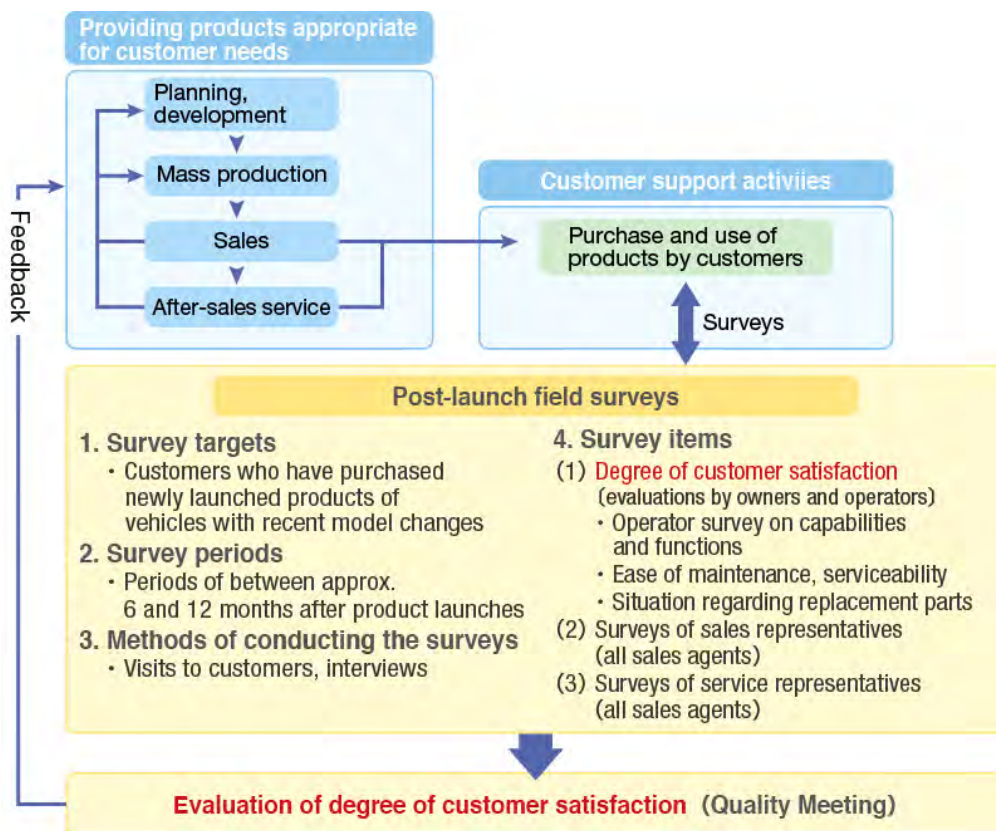 Providing products appropriate
for customer needs
Planning,
development
Mass production
Sales
After-sales service
Feedback
Customer support activiies
Purchase and use of
products by customers
Surveys
Post-launch field surveys
1. Survey targets
・Customers who have purchased
newly launched products of
vehicles with recent model changes
2. Survey periods
・Periods of between approx.
6 and 12 months after product launches
3. Methods of conducting the surveys
・Visits to customers, interviews
4. Survey items
(1) Degree of customer satisfaction
(evaluations by owners and operators)
・Operator survey on capabilities
and functions
・Ease of maintenance, serviceability
・Situation regarding replacement parts
(2) Surveys of sales representatives
(all sales agents)
(3) Surveys of service representatives
(all sales agents)
Evaluation of degree of customer satisfaction (Quality Meeting)